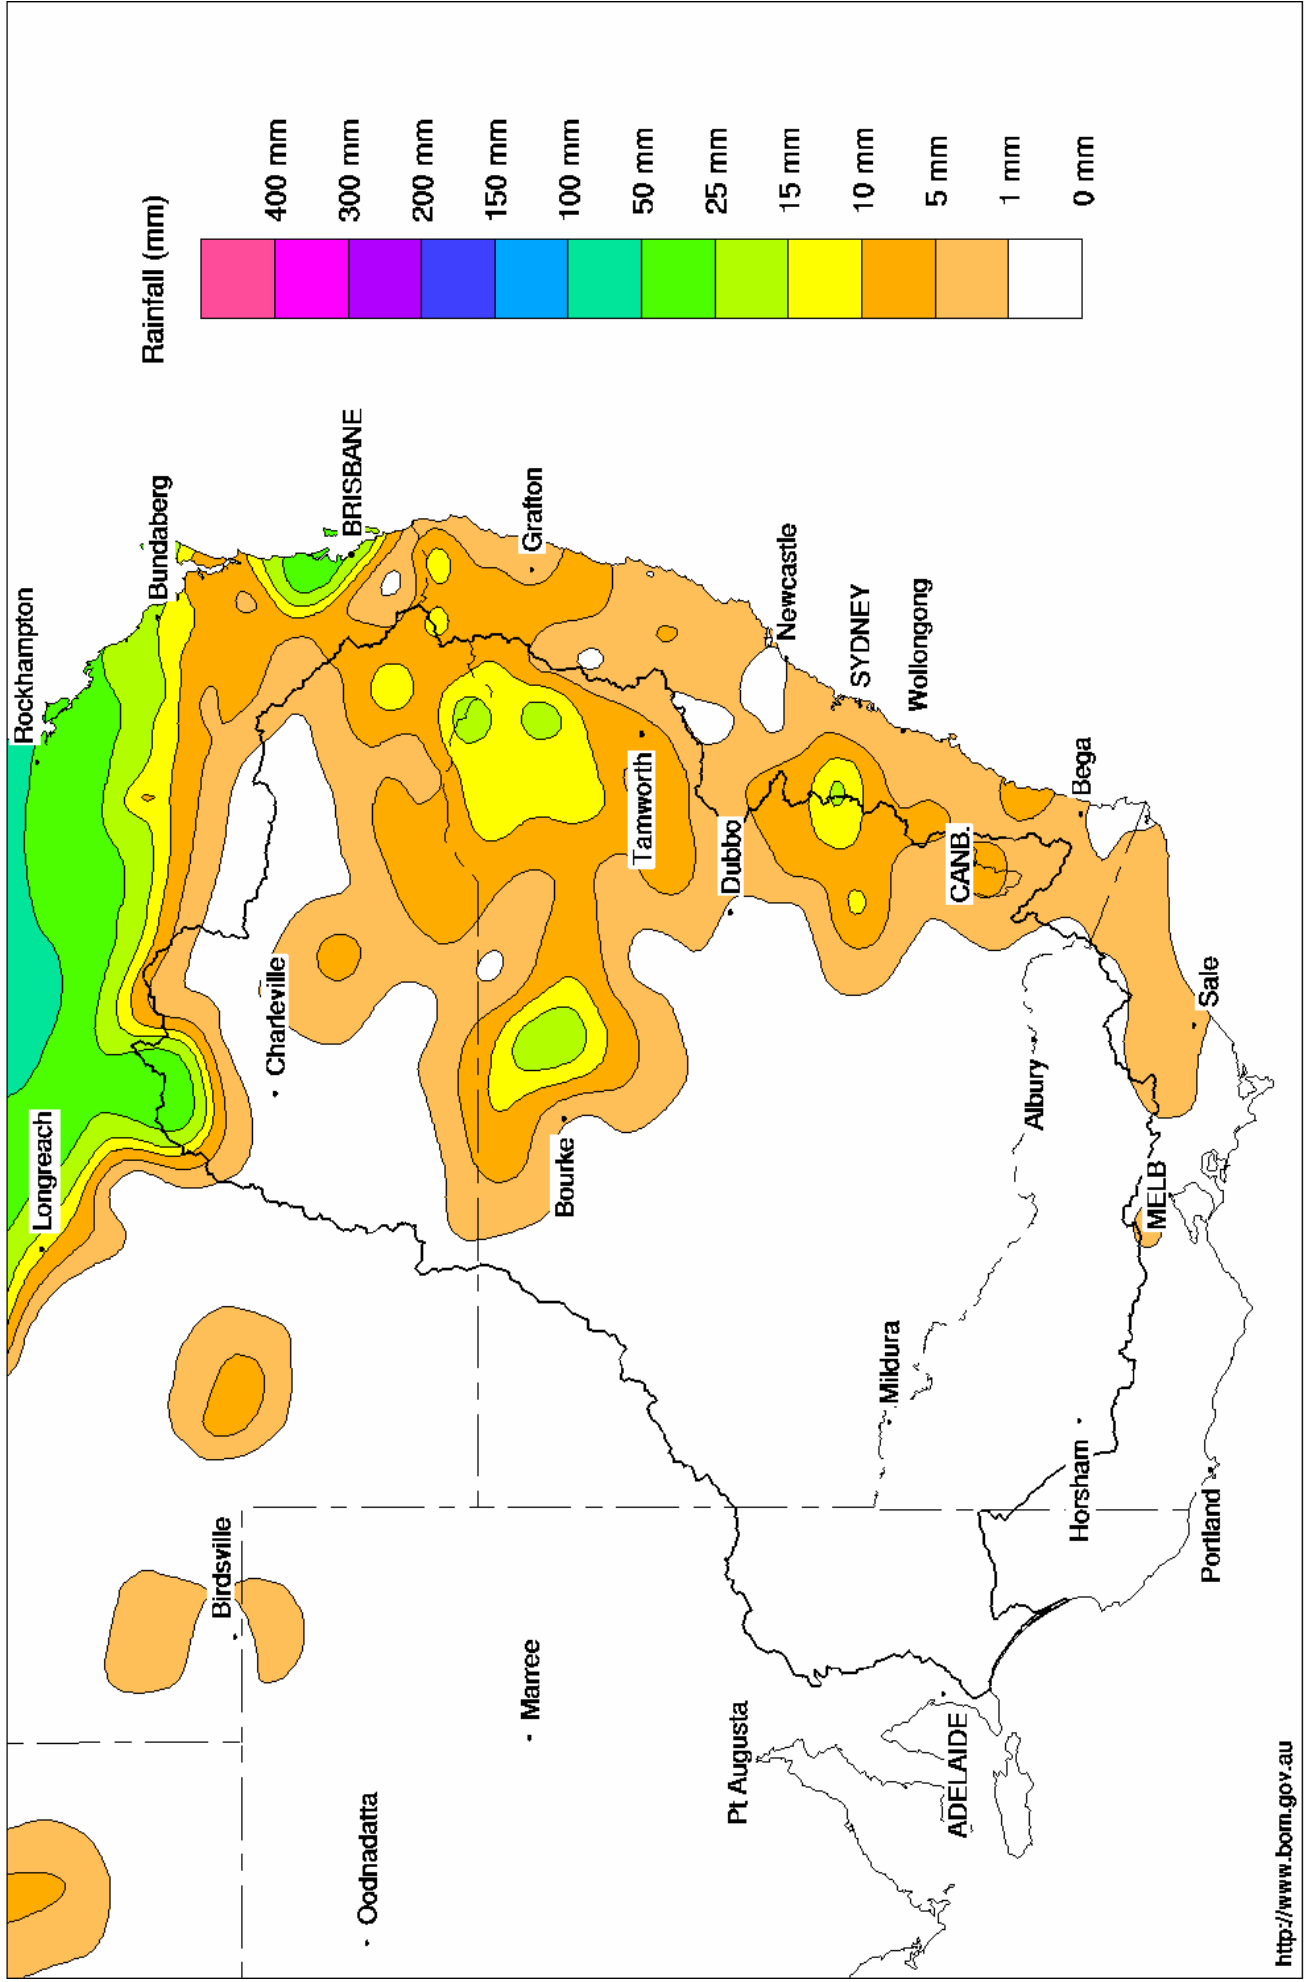 Rainfall (mm)
400 mm
300 mm
200 mm
150 mm
100 mm
50 mm
25 mm
15 mm
10 mm
5 mm
1 mm
0 mm
Rockhampton
Longreach
Bundaberg
BRISBANE
Birdsville
Charleville
Oodnadatta
Grafton
Marree
Bourke
Tamworth
Dubbo
Newcastle
Pt Augusta
SYDNEY
Mildura
Wollongong
CANB.
ADELAIDE
Albury
Bega
Horsham
MELB
Sale
Portland
http://www.bom.gov.au